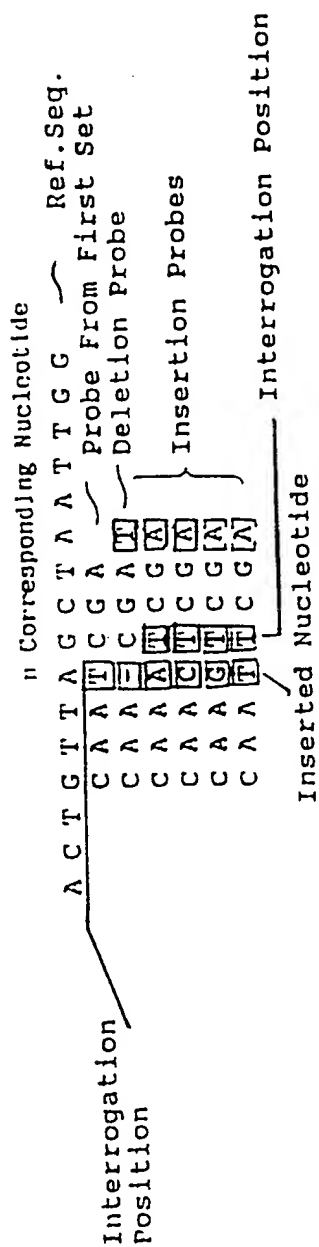 n Corresponding Nucleotide
A C T G T T A G C T A A T T G G Ref.Seq.
C A A T C G A Probe From First Set
C A A - C G A T Deletion Probe
C A A A T C G A
C A A C T C G A Insertion Probes
C A A G T C G A
C A A T T C G A
Interrogation
Position
Inserted Nucleotide
Interrogation Position